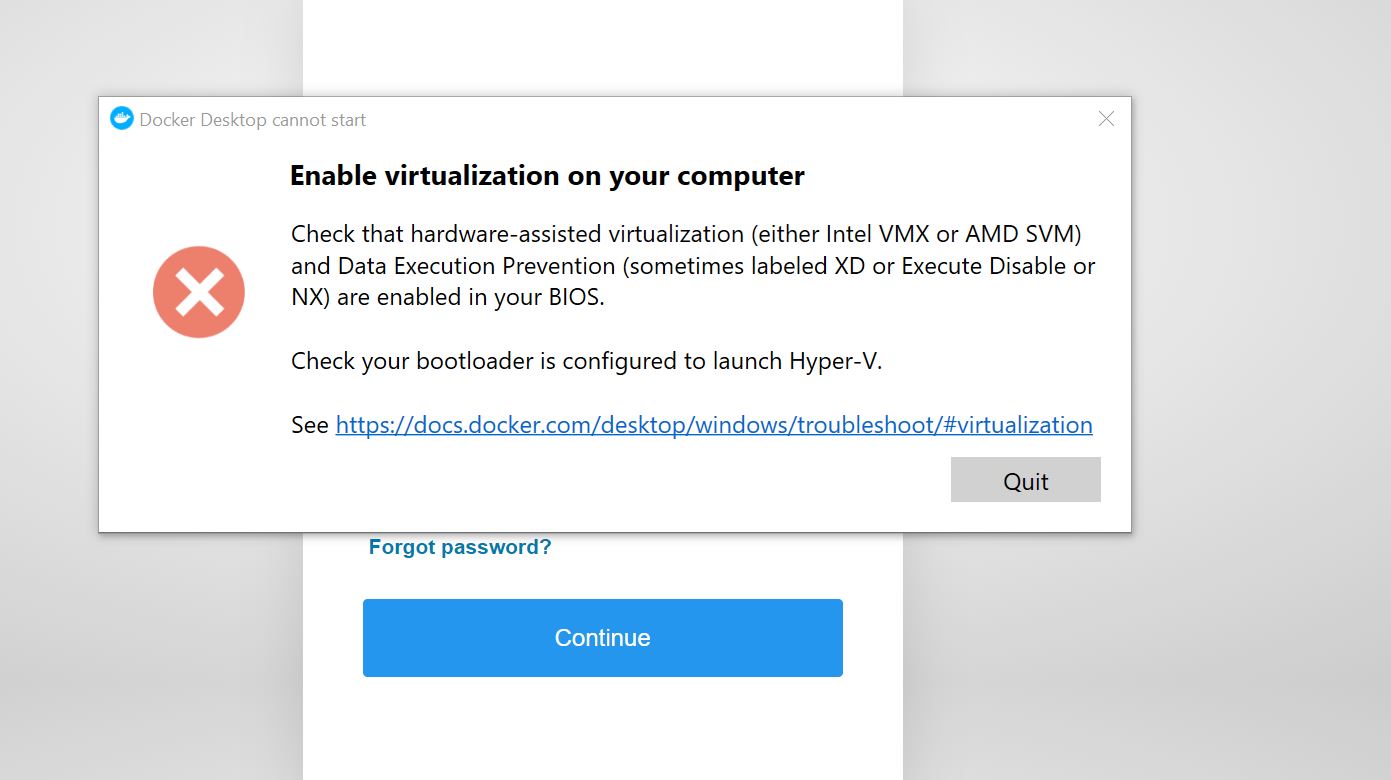 Docker Desktop cannot start
Enable virtualization on your computer
Check that hardware-assisted virtualization (either Intel VMX or AMD SVM)
and Data Execution Prevention (sometimes labeled XD or Execute Disable or
NX) are enabled in your BIOS.
Check your bootloader is configured to launch Hyper-V.
See https://docs.docker.com/desktop/windows/troubleshoot/#virtualization
Quit
Forgot password?
Continue